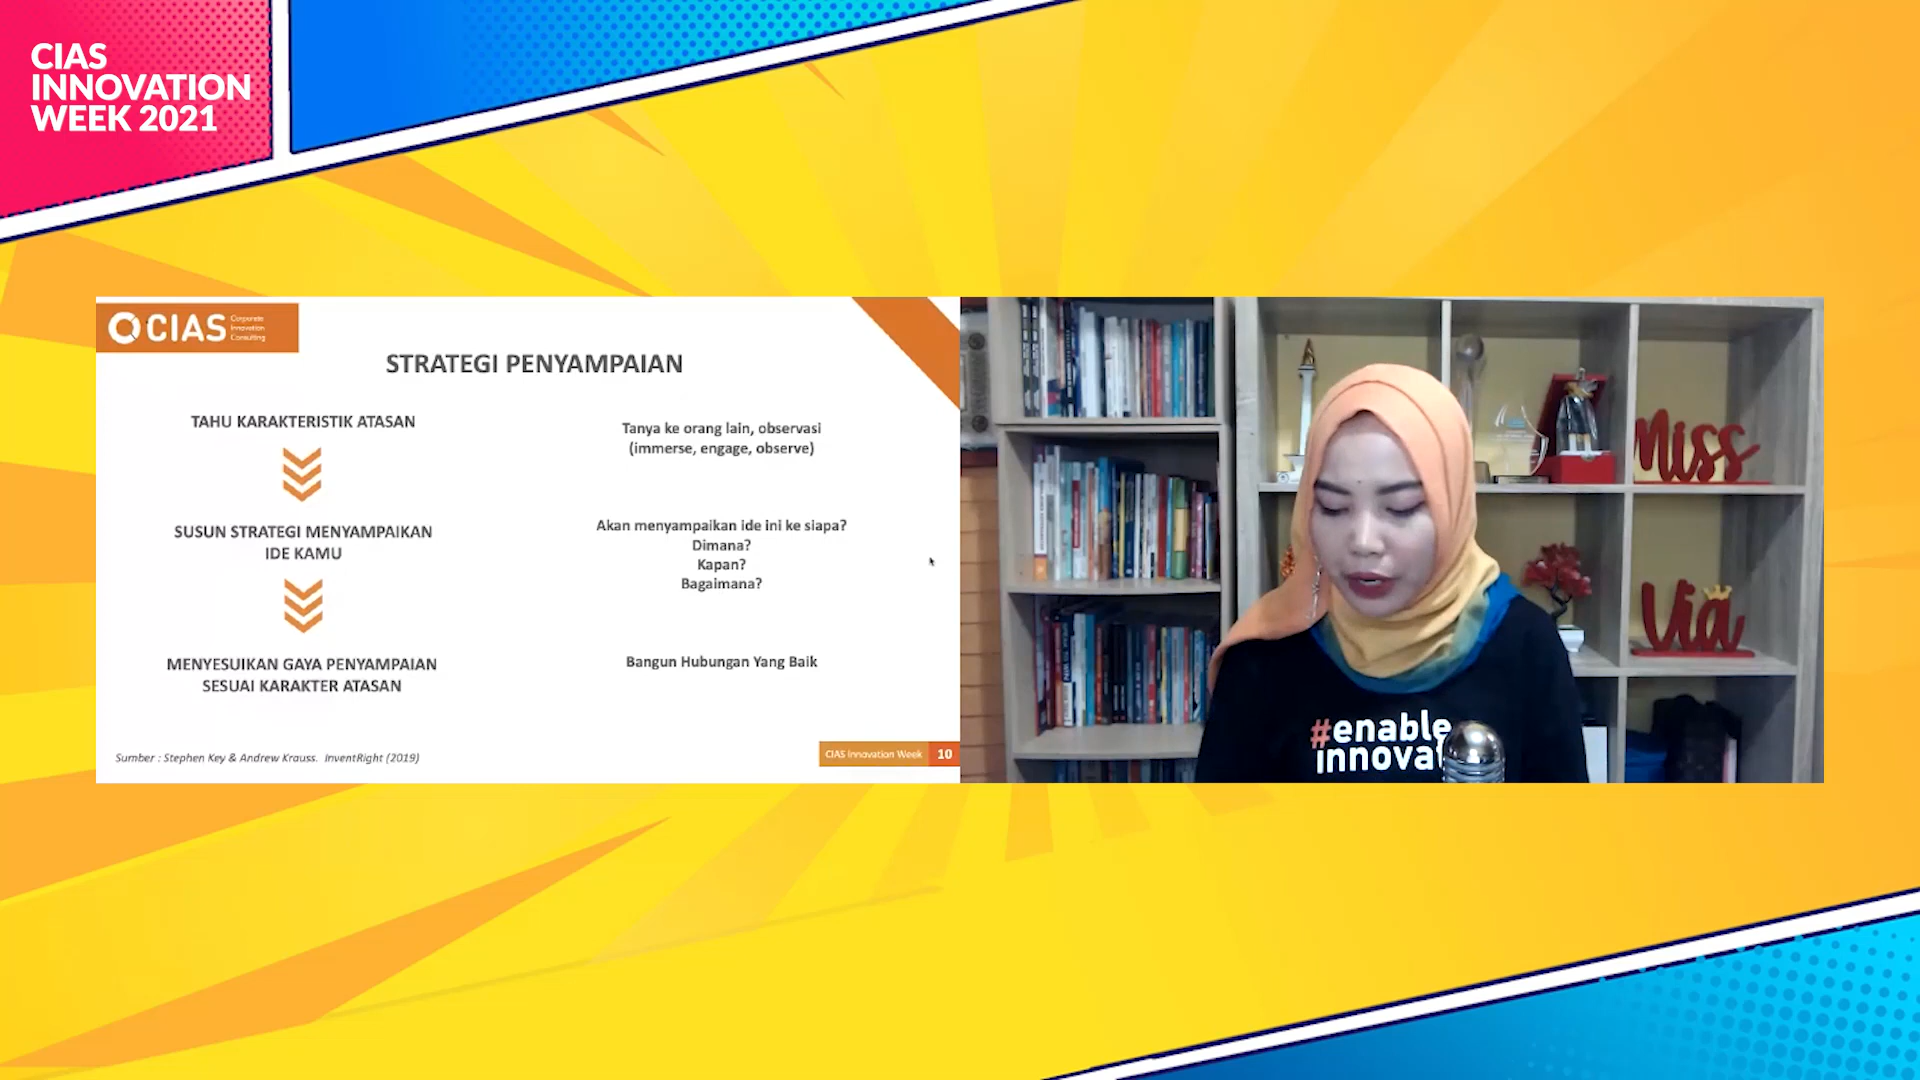 CIAS
INNOVATION
WEEK 2021
CIAS
Corporate
Innovation
Consulting
STRATEGI PENYAMPAIAN
TAHU KARAKTERISTIK ATASAN
Tanya ke orang lain, observasi
(immerse, engage, observe)
SUSUN STRATEGI MENYAMPAIKAN
IDE KAMU
Akan menyampaikan ide ini ke siapa?
Dimana?
Kapan?
Bagaimana?
MENYESUIKAN GAYA PENYAMPAIAN
SESUAI KARAKTER ATASAN
Bangun Hubungan Yang Baik
Sumber : Stephen Key & Andrew Krauss. InventRight (2019)
CIAS Innovation Week 10
Miss
Via
#enable
innovat